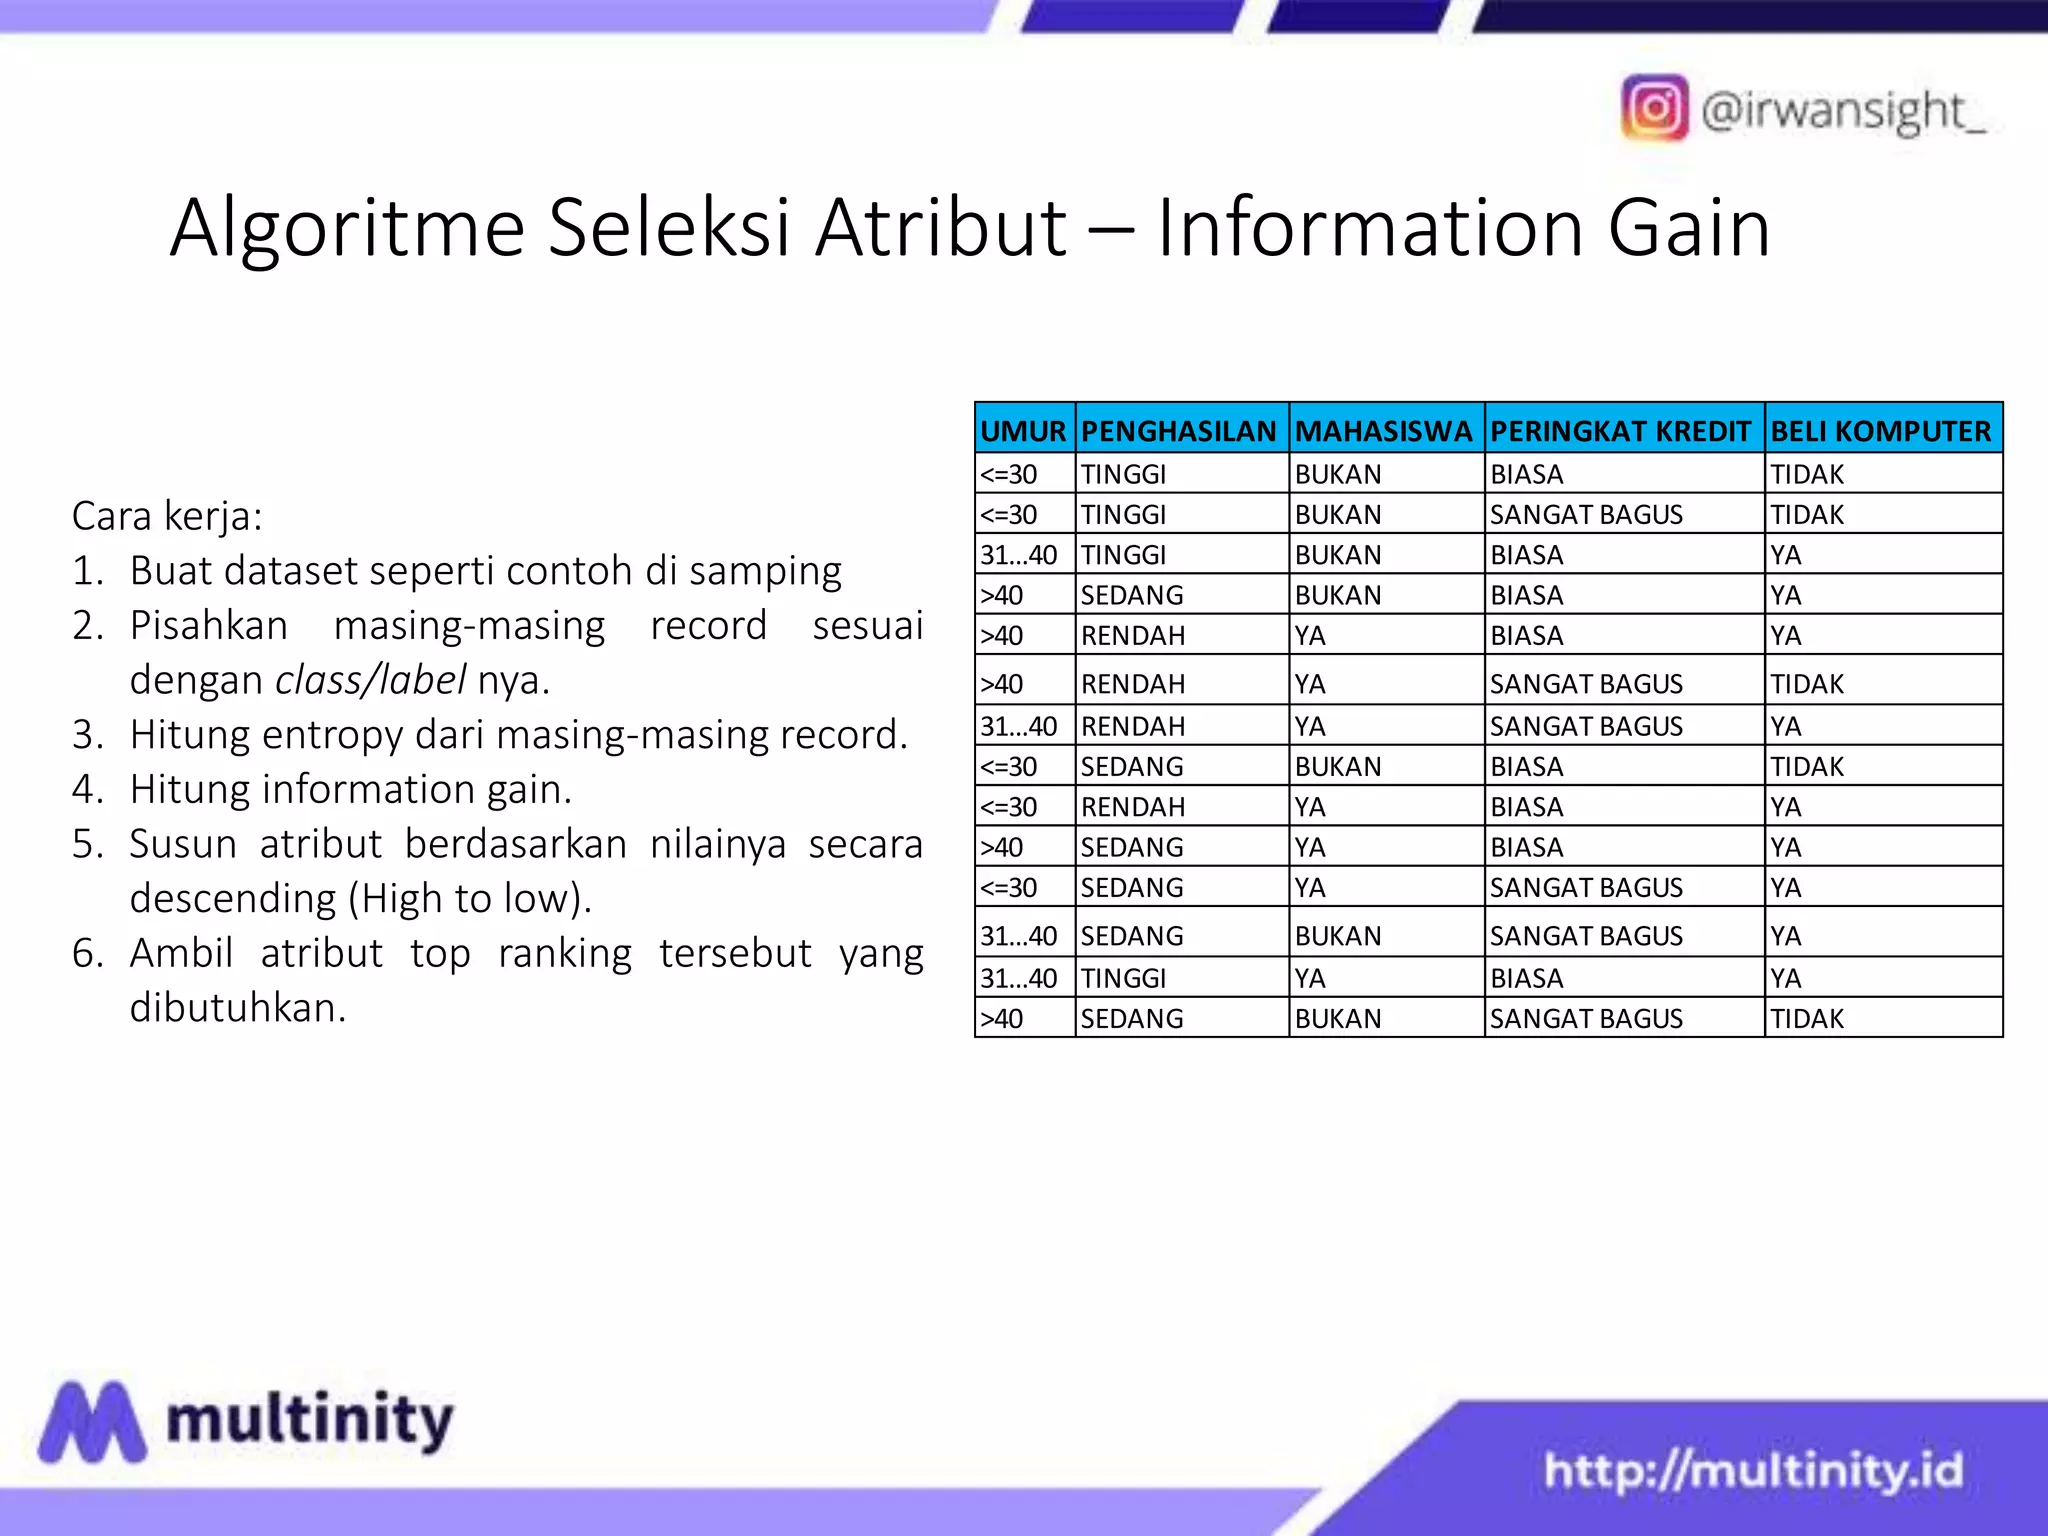 @irwansight_
Algoritme Seleksi Atribut – Information Gain
Cara kerja:
1. Buat dataset seperti contoh di samping
2. Pisahkan masing-masing record sesuai
dengan class/label nya.
3. Hitung entropy dari masing-masing record.
4. Hitung information gain.
5. Susun atribut berdasarkan nilainya secara
descending (High to low).
6. Ambil atribut top ranking tersebut yang
dibutuhkan.
UMUR PENGHASILAN MAHASISWA PERINGKAT KREDIT BELI KOMPUTER
<=30 TINGGI BUKAN BIASA TIDAK
<=30 TINGGI BUKAN SANGAT BAGUS TIDAK
31...40 TINGGI BUKAN BIASA YA
>40 SEDANG BUKAN BIASA YA
>40 RENDAH YA BIASA YA
>40 RENDAH YA SANGAT BAGUS TIDAK
31...40 RENDAH YA SANGAT BAGUS YA
<=30 SEDANG BUKAN BIASA TIDAK
<=30 RENDAH YA BIASA YA
>40 SEDANG YA BIASA YA
<=30 SEDANG YA SANGAT BAGUS YA
31...40 SEDANG BUKAN SANGAT BAGUS YA
31...40 TINGGI YA BIASA YA
>40 SEDANG BUKAN SANGAT BAGUS TIDAK
multinity
http://multinity.id